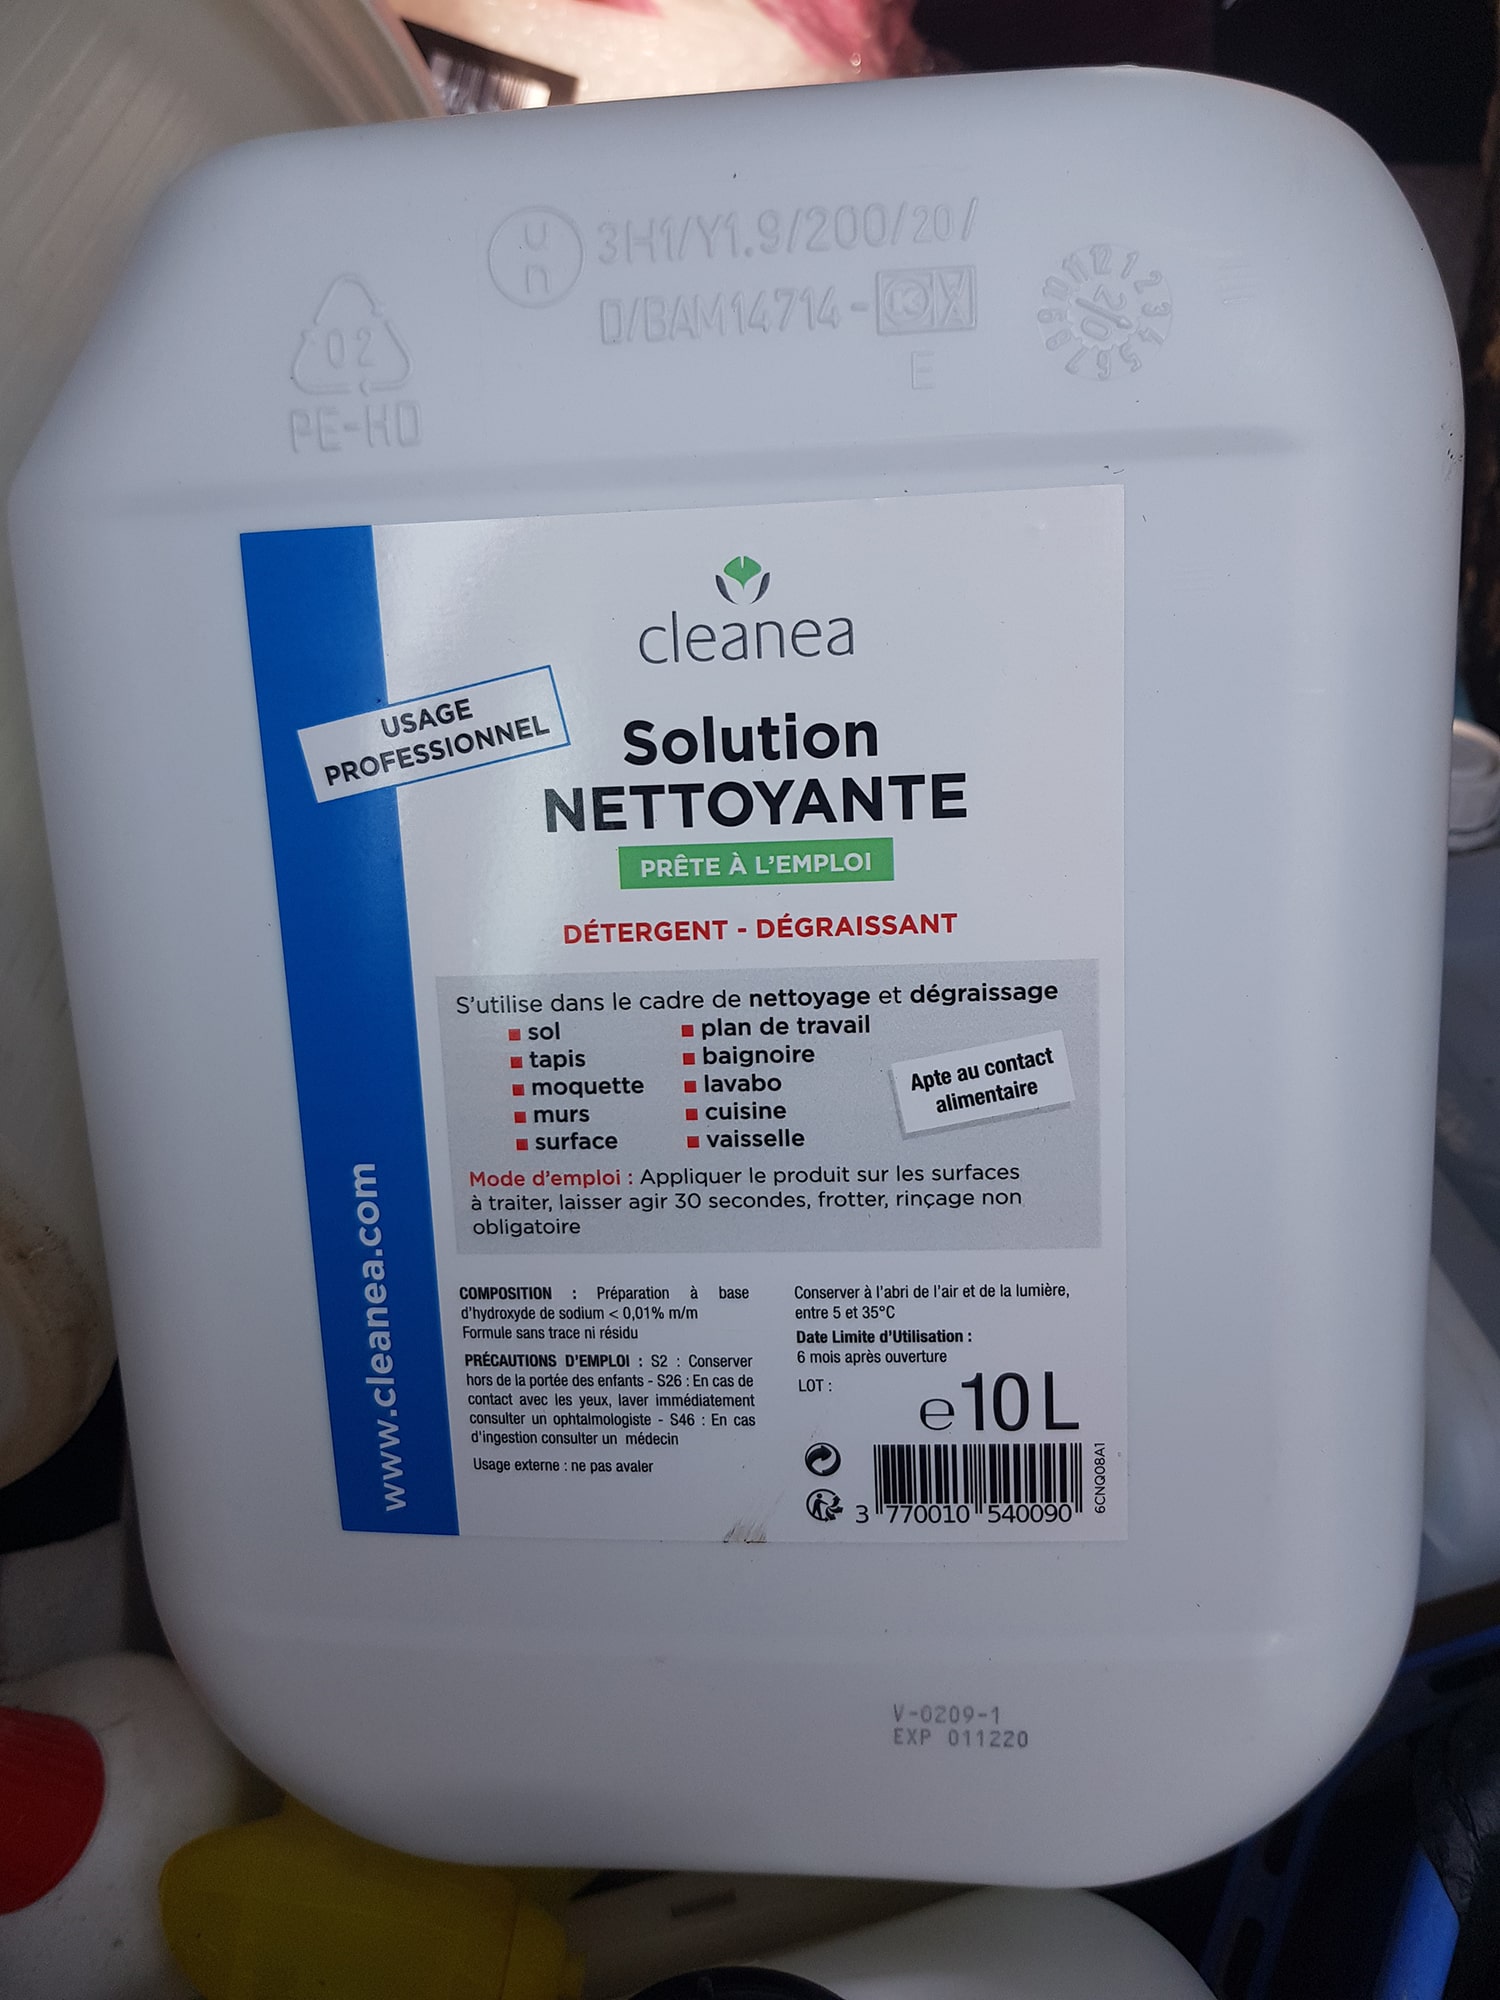 UN 3H1/Y1.9/200/20/
D/BAM14714-
E
02
PE-HD
cleanea
USAGE
PROFESSIONNEL
Solution
NETTOYANTE
PRÊTE À L'EMPLOI
DÉTERGENT - DÉGRAISSANT
S'utilise dans le cadre de nettoyage et dégraissage
sol
tapis
moquette
murs
surface
plan de travail
baignoire
lavabo
cuisine
vaisselle
Apte au contact
alimentaire
Mode d'emploi : Appliquer le produit sur les surfaces
à traiter, laisser agir 30 secondes, frotter, rinçage non
obligatoire
www.cleanea.com
COMPOSITION : Préparation à base
d'hydroxyde de sodium < 0,01% m/m
Formule sans trace ni résidu
PRÉCAUTIONS D'EMPLOI : S2 : Conserver
hors de la portée des enfants - S26 : En cas de
contact avec les yeux, laver immédiatement
consulter un ophtalmologiste - S46 : En cas
d'ingestion consulter un médecin
Usage externe : ne pas avaler
Conserver à l'abri de l'air et de la lumière,
entre 5 et 35°C
Date Limite d'Utilisation :
6 mois après ouverture
LOT :
e10 L
3 770010 540090
6CNQ08A1
V-0209-1
EXP 011220